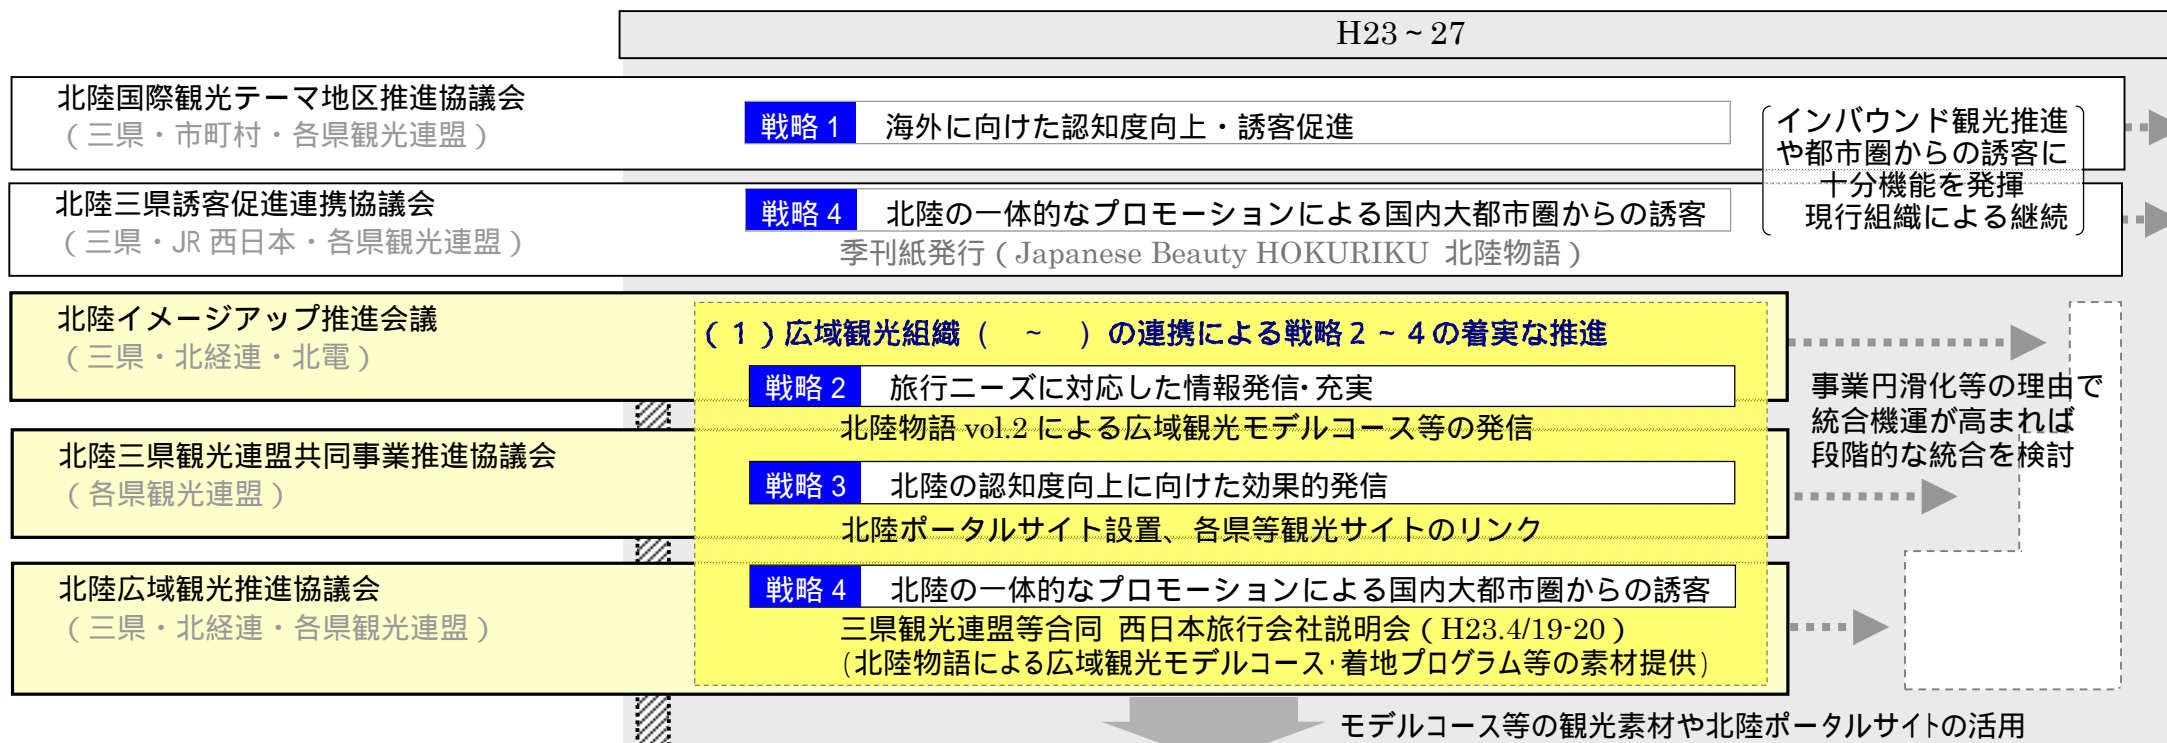 H23~27
北陸国際観光テーマ地区推進協議会
(三県・市町村・各県観光連盟)
戦略1 海外に向けた認知度向上・誘客促進
インバウンド観光推進
や都市圏からの誘客に
十分機能を発揮
現行組織による継続
北陸三県誘客促進連携協議会
(三県・JR西日本・各県観光連盟)
戦略4 北陸の一体的なプロモーションによる国内大都市圏からの誘客
季刊紙発行(Japanese Beauty HOKURIKU 北陸物語)
北陸イメージアップ推進会議
(三県・北経連・北電)
(1)広域観光組織( ~ )の連携による戦略2~4の着実な推進
戦略2 旅行ニーズに対応した情報発信・充実
北陸物語 vol.2 による広域観光モデルコース等の発信
事業円滑化等の理由で
統合機運が高まれば
段階的な統合を検討
北陸三県観光連盟共同事業推進協議会
(各県観光連盟)
戦略3 北陸の認知度向上に向けた効果的発信
北陸ポータルサイト設置、各県等観光サイトのリンク
北陸広域観光推進協議会
(三県・北経連・各県観光連盟)
戦略4 北陸の一体的なプロモーションによる国内大都市圏からの誘客
三県観光連盟等合同 西日本旅行会社説明会(H23.4/19-20)
(北陸物語による広域観光モデルコース・着地プログラム等の素材提供)
モデルコース等の観光素材や北陸ポータルサイトの活用